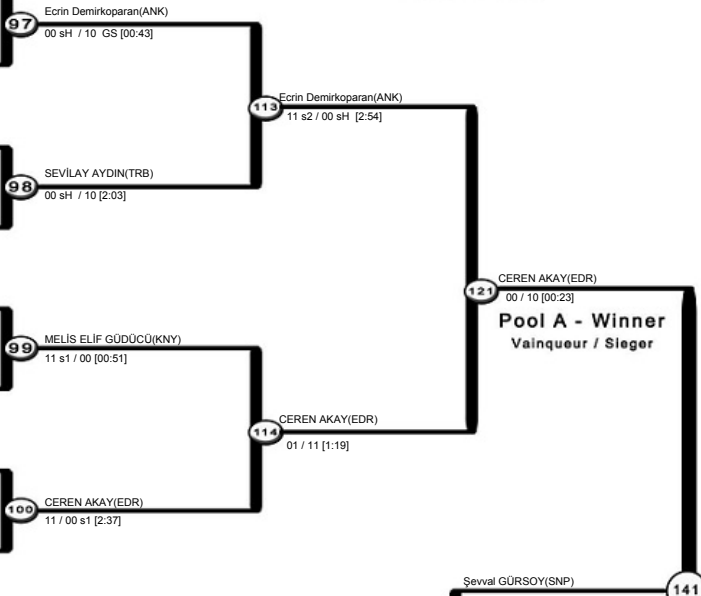 97
Ecrin Demirkoparan(ANK)
00 sH / 10 GS [00:43]
113
Ecrin Demirkoparan(ANK)
11 s2 / 00 sH [2:54]
98
SEVİLAY AYDIN(TRB)
00 sH / 10 [2:03]
121
CEREN AKAY(EDR)
00 / 10 [00:23]
Pool A - Winner
Vainqueur / Sieger
99
MELİS ELİF GÜDÜCÜ(KNY)
11 s1 / 00 [00:51]
114
CEREN AKAY(EDR)
01 / 11 [1:19]
100
CEREN AKAY(EDR)
11 / 00 s1 [2:37]
Şevval GÜRSOY(SNP)
141